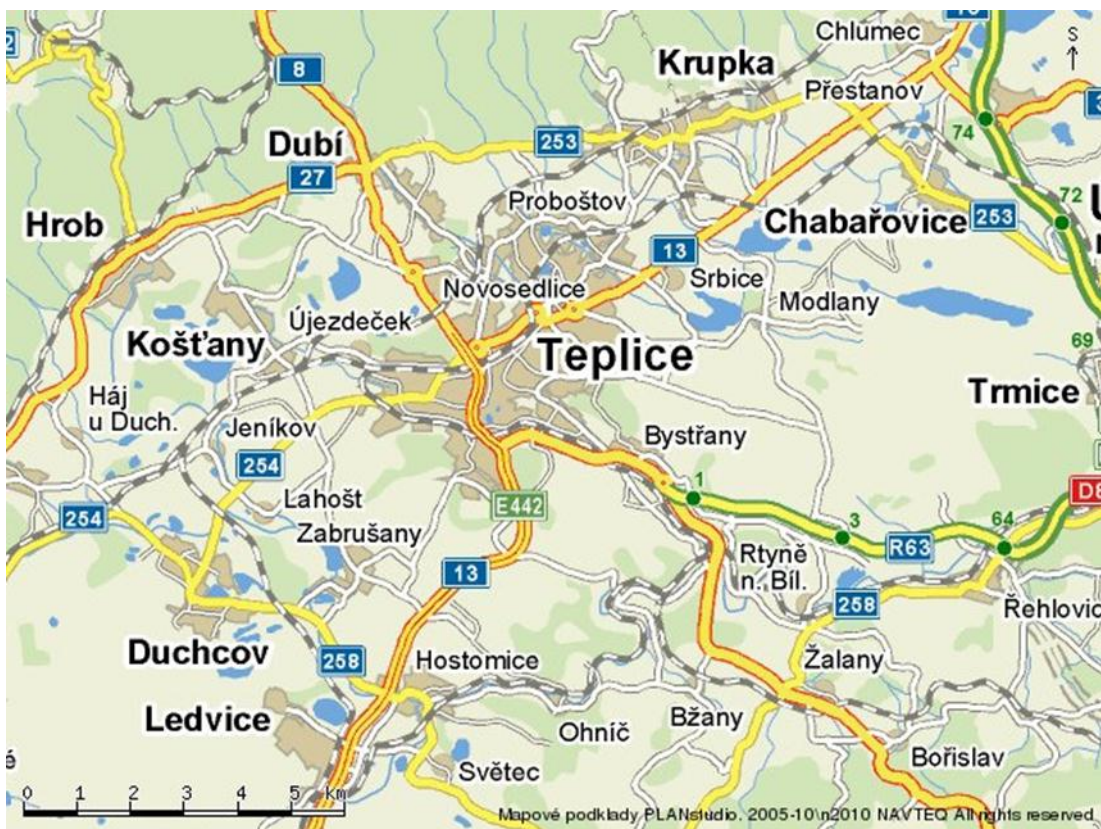 Chlumec
S
Krupka
8
Přestanov
Dubí
253
74
27
Proboštov
72
Hrob
Chabařovice
253
13
Srbice
Novosedlice
Modlany
Újezdeček
Košťany
Teplice
69
Trmice
Háj
u Duch.
Jeníkov
Bystřany
254
1
E442
D8
254
Lahošť
3
64
Zabrušany
R63
Rtyně
n. Bíl.
13
258
Řehlovic
Duchcov
258
Hostomice
Žalany
Ledvice
Bžany
Ohníč
Bořislav
Světec
0 1 2 3 4 5 km
Mapové podklady PLANstudio. 2005-10\n2010 NAVTEQ All rights reserved